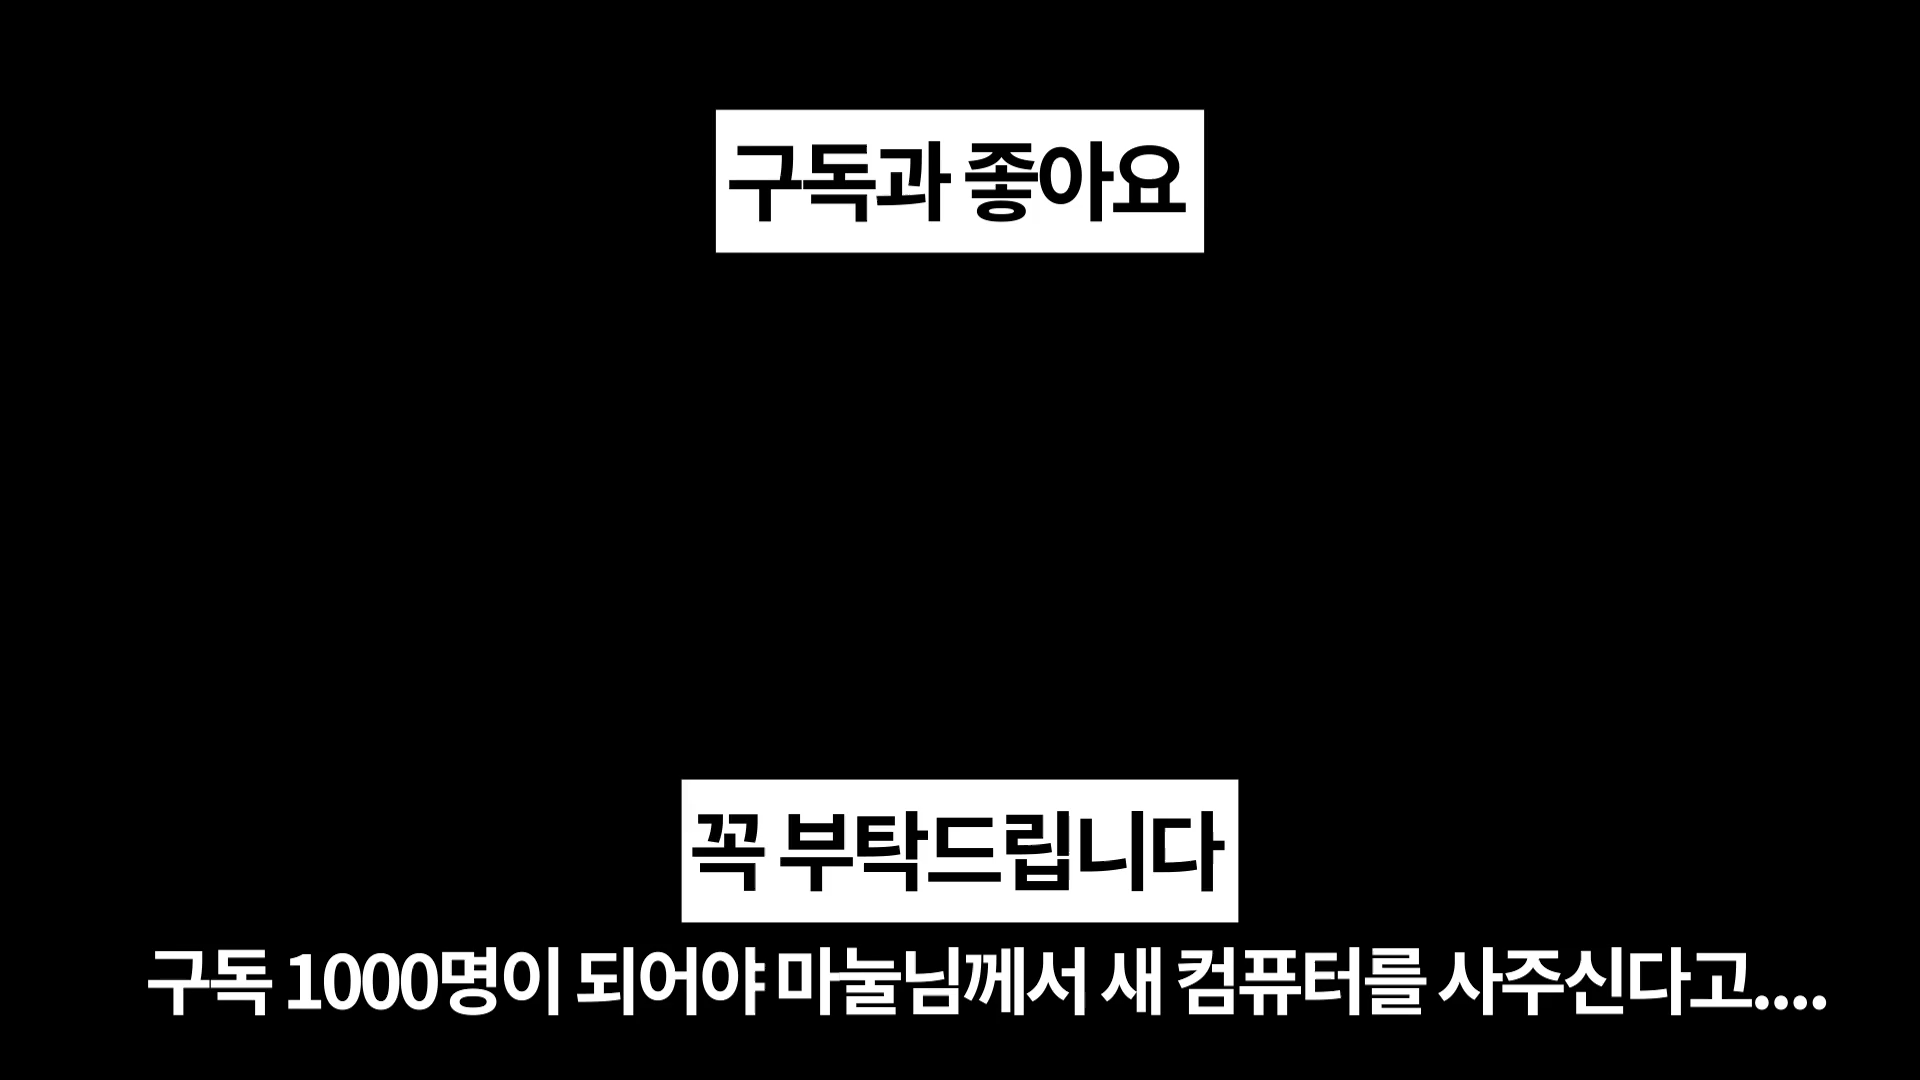 구독과 좋아요
꼭 부탁드립니다
구독 1000명이 되어야 마눌님께서 새 컴퓨터를 사주신다고....